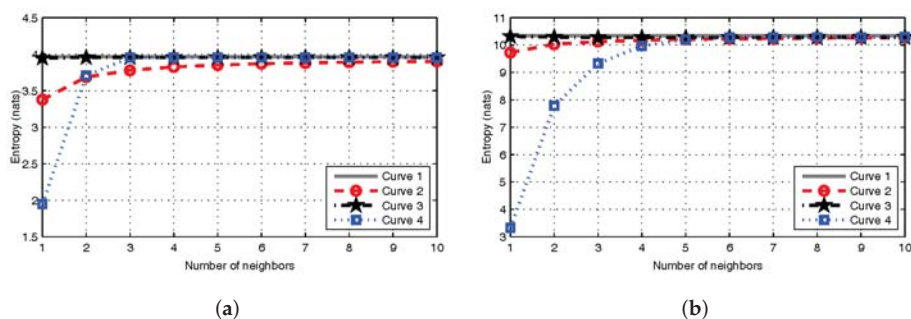 4.5
4
3.5
3
2.5
2
1.5
Entropy (nats)
1 2 3 4 5 6 7 8 9 10
Number of neighbors
Curve 1
Curve 2
Curve 3
Curve 4
(a)
11
10
9
8
7
6
5
4
3
Entropy (nats)
1 2 3 4 5 6 7 8 9 10
Number of neighbors
Curve 1
Curve 2
Curve 3
Curve 4
(b)